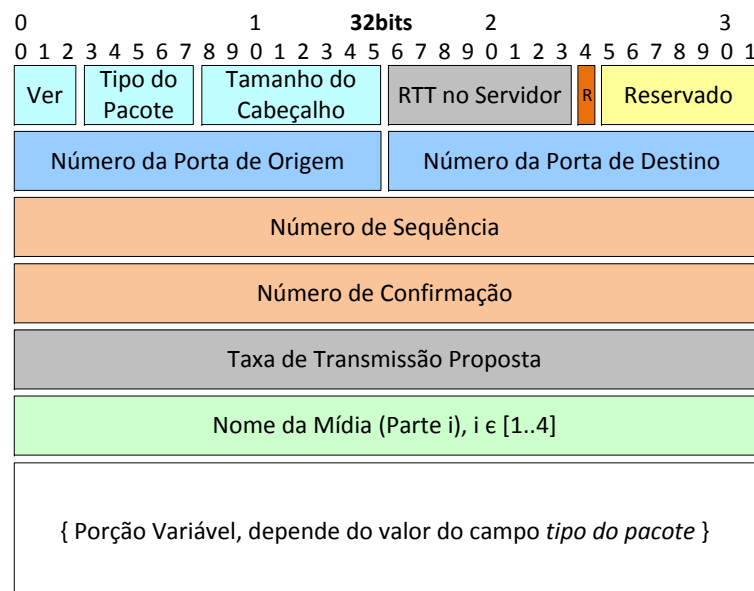 0 1 32bits 2 3
0 1 2 3 4 5 6 7 8 9 0 1 2 3 4 5 6 7 8 9 0 1 2 3 4 5 6 7 8 9 0 1
Ver Tipo do Pacote Tamanho do Cabeçalho RTT no Servidor R Reservado
Número da Porta de Origem Número da Porta de Destino
Número de Sequência
Número de Confirmação
Taxa de Transmissão Proposta
Nome da Mídia (Parte i), i є [1..4]
{ Porção Variável, depende do valor do campo tipo do pacote }